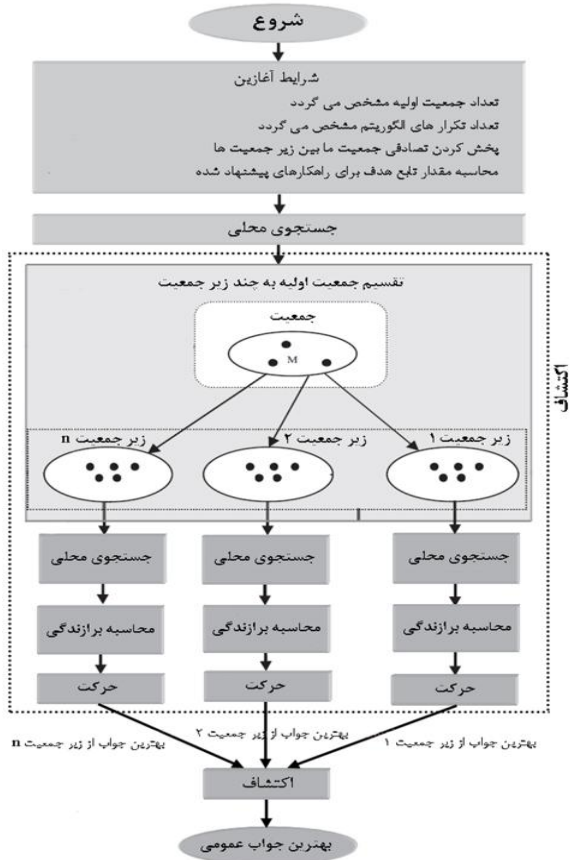 شروع
شرایط آغازین
تعداد جمعیت اولیه مشخص می گردد
تعداد تکرار های الگوریتم مشخص می گردد
پخش کردن تصادفی جمعیت ما بین زیر جمعیت ها
محاسبه مقدار تابع هدف برای راهکارهای پیشنهاد شده
جستجوی محلی
تقسیم جمعیت اولیه به چند زیر جمعیت
جمعیت
M
اکتشاف
زیر جمعیت ۱
زیر جمعیت ۲
زیر جمعیت n
جستجوی محلی
جستجوی محلی
جستجوی محلی
محاسبه برازندگی
محاسبه برازندگی
محاسبه برازندگی
حرکت
حرکت
حرکت
بهترین جواب از زیر جمعیت ۱
بهترین جواب از زیر جمعیت ۲
بهترین جواب از زیر جمعیت n
اکتشاف
بهترین جواب عمومی